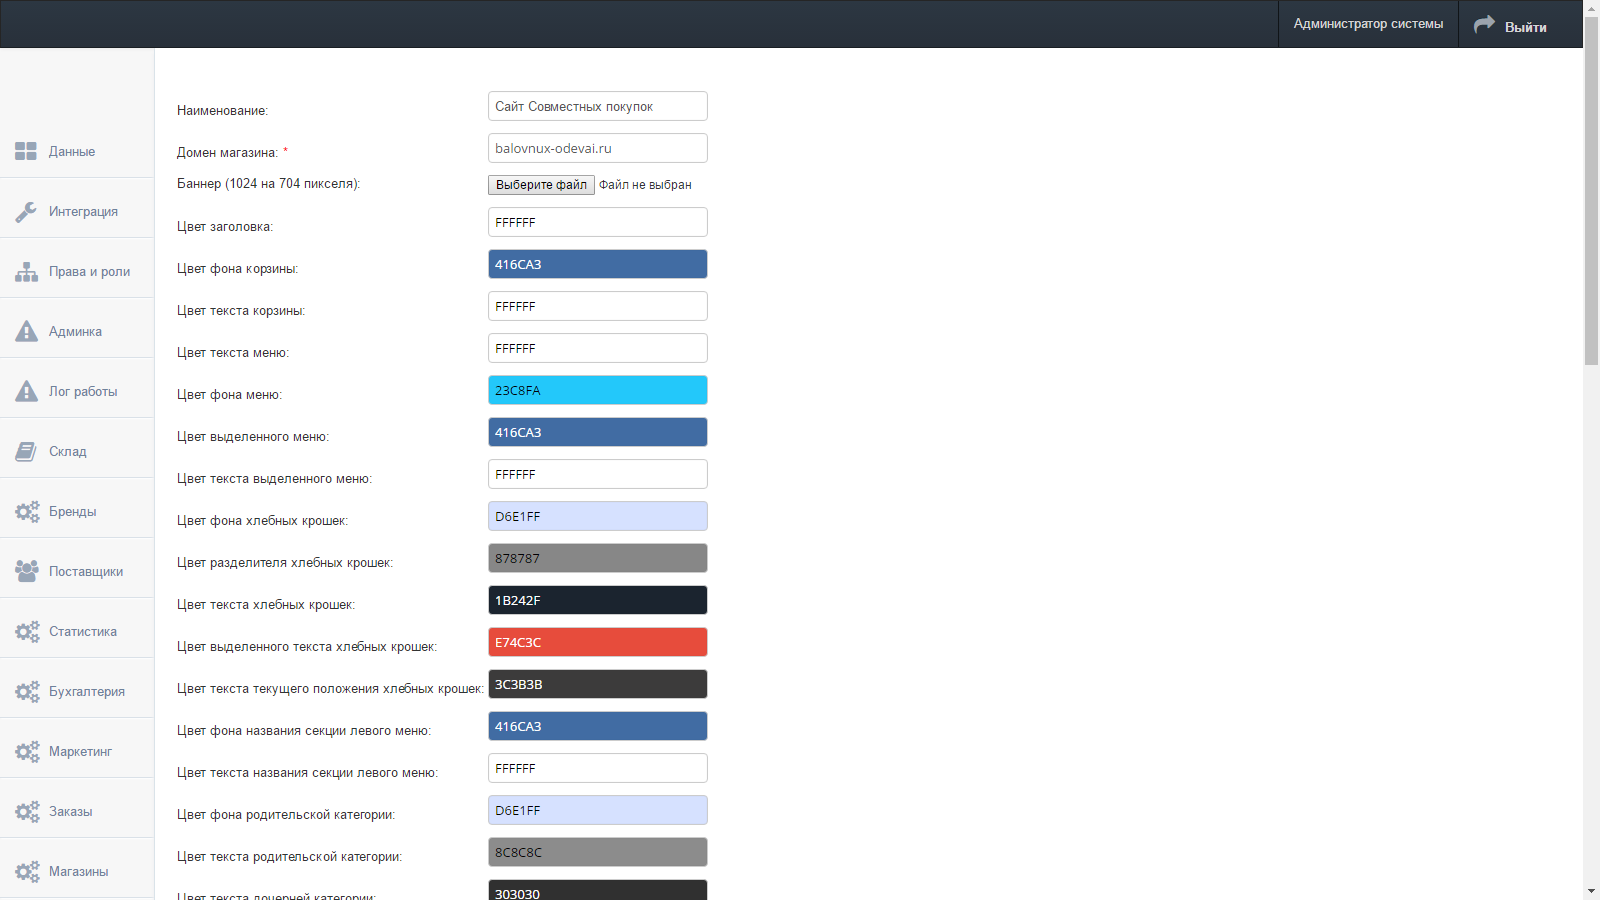 Администратор системы
Выйти
Данные
Интеграция
Права и роли
Админка
Лог работы
Склад
Бренды
Поставщики
Статистика
Бухгалтерия
Маркетинг
Заказы
Магазины
Наименование: Сайт Совместных покупок
Домен магазина: * balovnux-odevai.ru
Баннер (1024 на 704 пикселя): Выберите файл Файл не выбран
Цвет заголовка: FFFFFF
Цвет фона корзины: 416CA3
Цвет текста корзины: FFFFFF
Цвет текста меню: FFFFFF
Цвет фона меню: 23C8FA
Цвет выделенного меню: 416CA3
Цвет текста выделенного меню: FFFFFF
Цвет фона хлебных крошек: D6E1FF
Цвет разделителя хлебных крошек: 878787
Цвет текста хлебных крошек: 1B242F
Цвет выделенного текста хлебных крошек: E74C3C
Цвет текста текущего положения хлебных крошек: 3C3B3B
Цвет фона названия секции левого меню: 416CA3
Цвет текста названия секции левого меню: FFFFFF
Цвет фона родительской категории: D6E1FF
Цвет текста родительской категории: 8C8C8C
Цвет текста дочерней категории: 303030